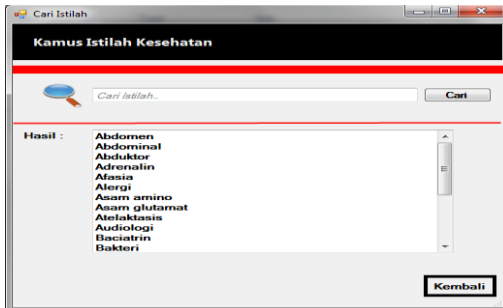 Cari Istilah
Kamus Istilah Kesehatan
Cari Istilah..
Cari
Hasil :
Abdomen
Abdominal
Abduktor
Adrenalin
Afasia
Alergi
Asam amino
Asam glutamat
Atelaktasis
Audiologi
Baciatrin
Bakteri
Kembali